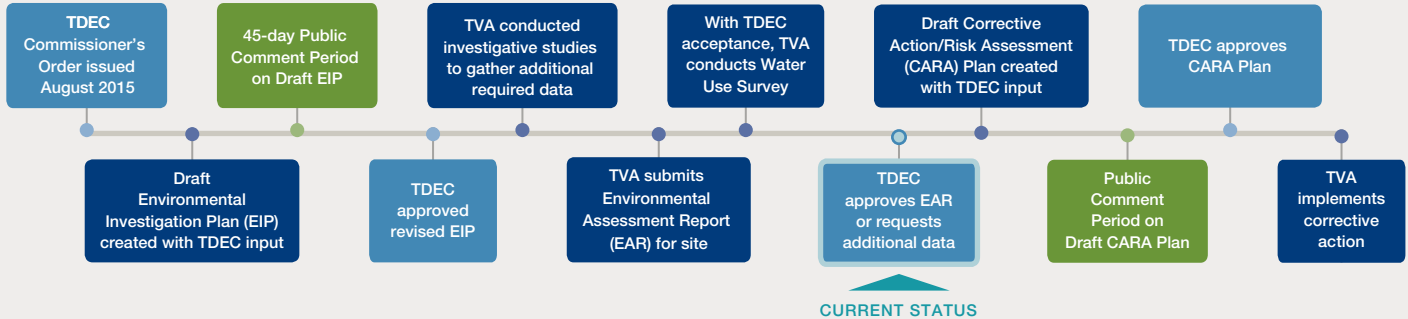 TDEC
Commissioner's
Order issued
August 2015
Draft
Environmental
Investigation Plan (EIP)
created with TDEC input
45-day Public
Comment Period
on Draft EIP
TDEC
approved
revised EIP
TVA conducted
investigative studies
to gather additional
required data
TVA submits
Environmental
Assessment Report
(EAR) for site
With TDEC
acceptance, TVA
conducts Water
Use Survey
TDEC
approves EAR
or requests
additional data
CURRENT STATUS
Draft Corrective
Action/Risk Assessment
(CARA) Plan created
with TDEC input
Public
Comment
Period on
Draft CARA Plan
TDEC approves
CARA Plan
TVA
implements
corrective
action